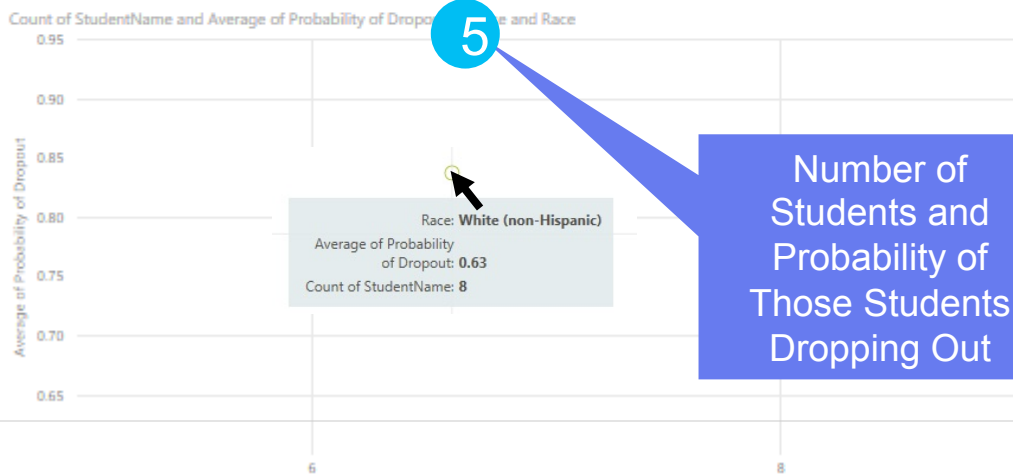 Count of StudentName and Average of Probability of Dropo e and Race
5
0.95
0.90
0.85
0.80
0.75
0.70
0.65
Average of Probability of Dropout
Race: White (non-Hispanic)
Average of Probability
of Dropout: 0.63
Count of StudentName: 8
Number of
Students and
Probability of
Those Students
Dropping Out
6
8